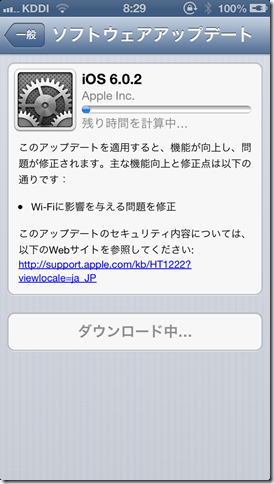 KDDI 8:29 100%
一般 ソフトウェアアップデート
iOS 6.0.2
Apple Inc.
残り時間を計算中...
このアップデートを適用すると、機能が向上し、問
題が修正されます。主な機能向上と修正点は以下の
通りです：
• Wi-Fiに影響を与える問題を修正
このアップデートのセキュリティ内容については、
以下のWebサイトを参照してください:
http://support.apple.com/kb/HT1222?
viewlocale=ja_JP
ダウンロード中...